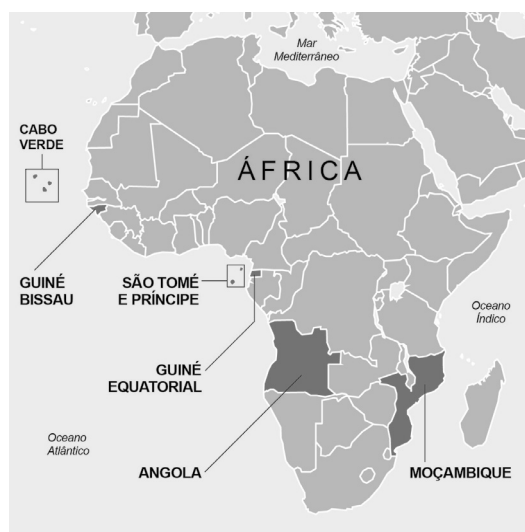 Mar
Mediterrâneo
CABO
VERDE
ÁFRICA
GUINÉ
BISSAU
SÃO TOMÉ
E PRÍNCIPE
Oceano
Índico
GUINÉ
EQUATORIAL
Oceano
Atlântico
ANGOLA
MOÇAMBIQUE